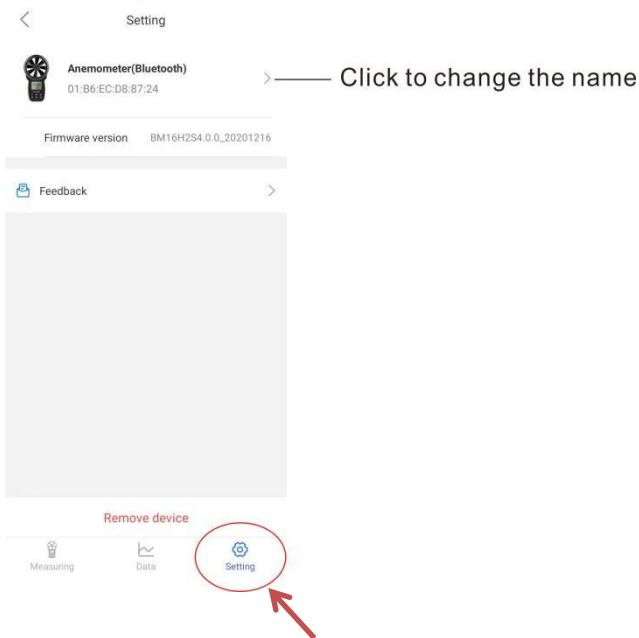 Setting
Anemometer(Bluetooth)
01:B6:EC:D8:87:24
Click to change the name
Firmware version BM16H2S4.0.0_20201216
Feedback
Remove device
Measuring Data Setting